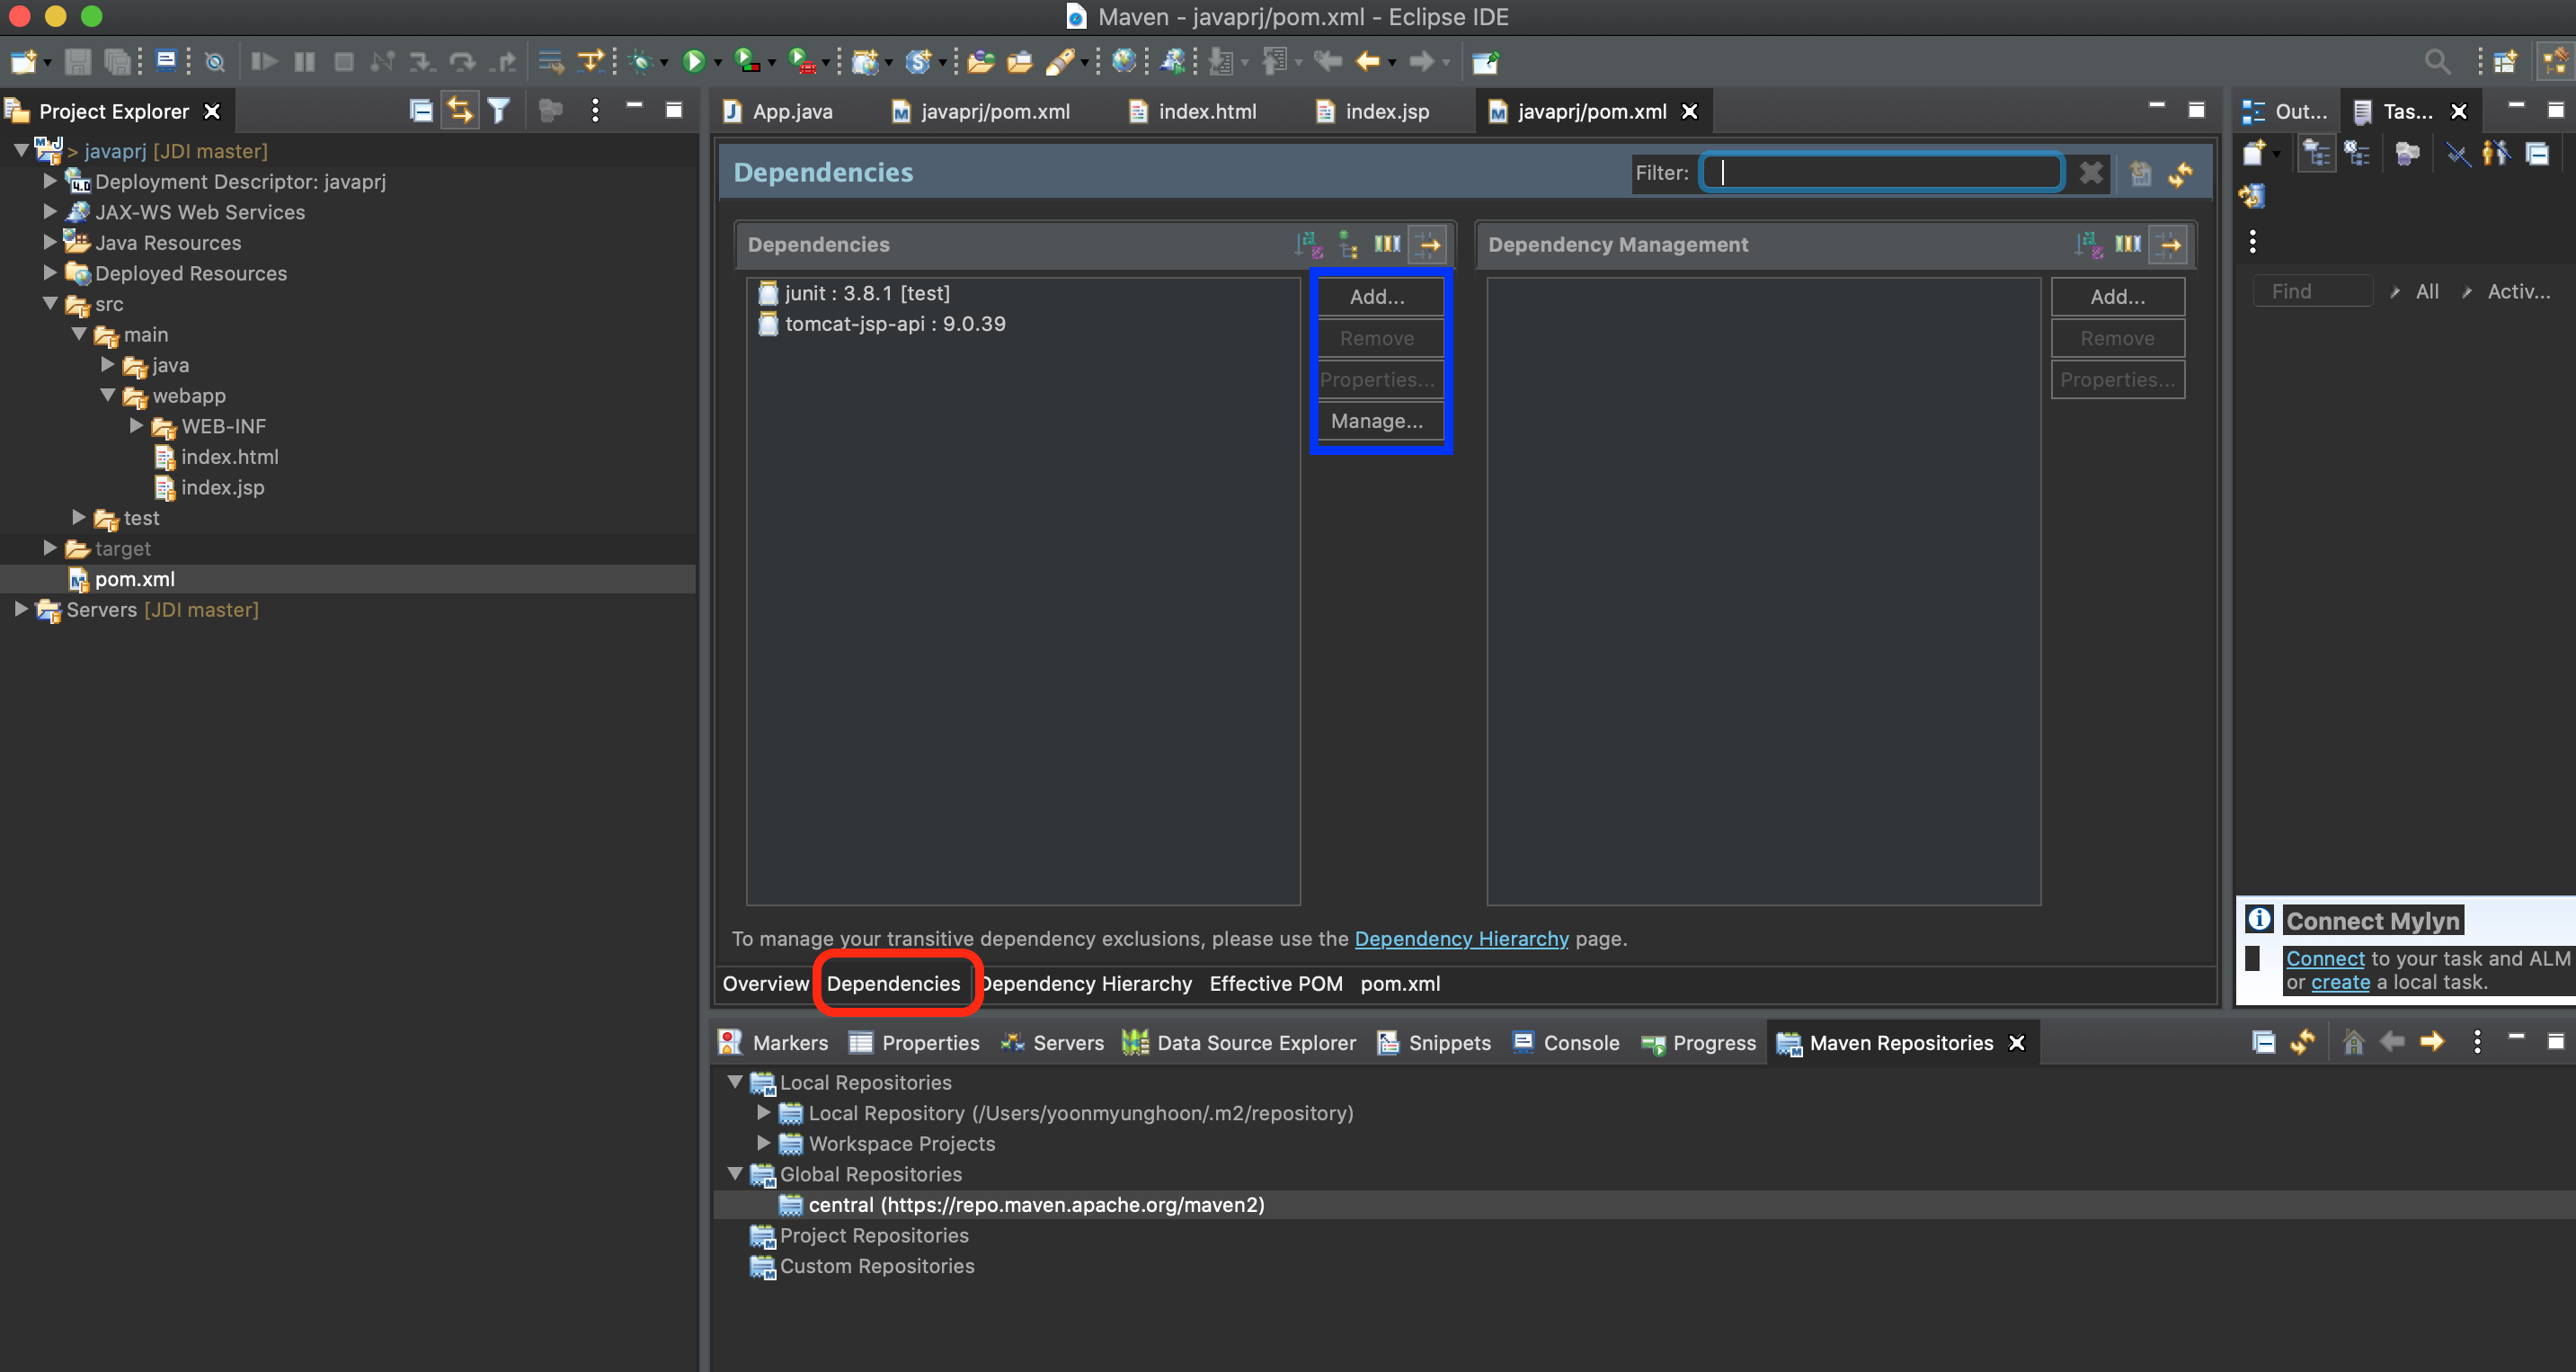 Maven - javaprj/pom.xml - Eclipse IDE
Project Explorer
> javaprj [JDI master]
Deployment Descriptor: javaprj
JAX-WS Web Services
Java Resources
Deployed Resources
src
main
java
webapp
WEB-INF
index.html
index.jsp
test
target
pom.xml
Servers [JDI master]
App.java
javaprj/pom.xml
index.html
index.jsp
javaprj/pom.xml
Dependencies
Filter:
Dependencies
junit : 3.8.1 [test]
tomcat-jsp-api : 9.0.39
Add...
Remove
Properties...
Manage...
Dependency Management
Add...
Remove
Properties...
To manage your transitive dependency exclusions, please use the Dependency Hierarchy page.
Overview Dependencies Dependency Hierarchy Effective POM pom.xml
Out...
Tas...
Find
All
Activ...
Connect Mylyn
Connect to your task and ALM
or create a local task.
Markers Properties Servers Data Source Explorer Snippets Console Progress Maven Repositories
Local Repositories
Local Repository (/Users/yoonmyunghoon/.m2/repository)
Workspace Projects
Global Repositories
central (https://repo.maven.apache.org/maven2)
Project Repositories
Custom Repositories